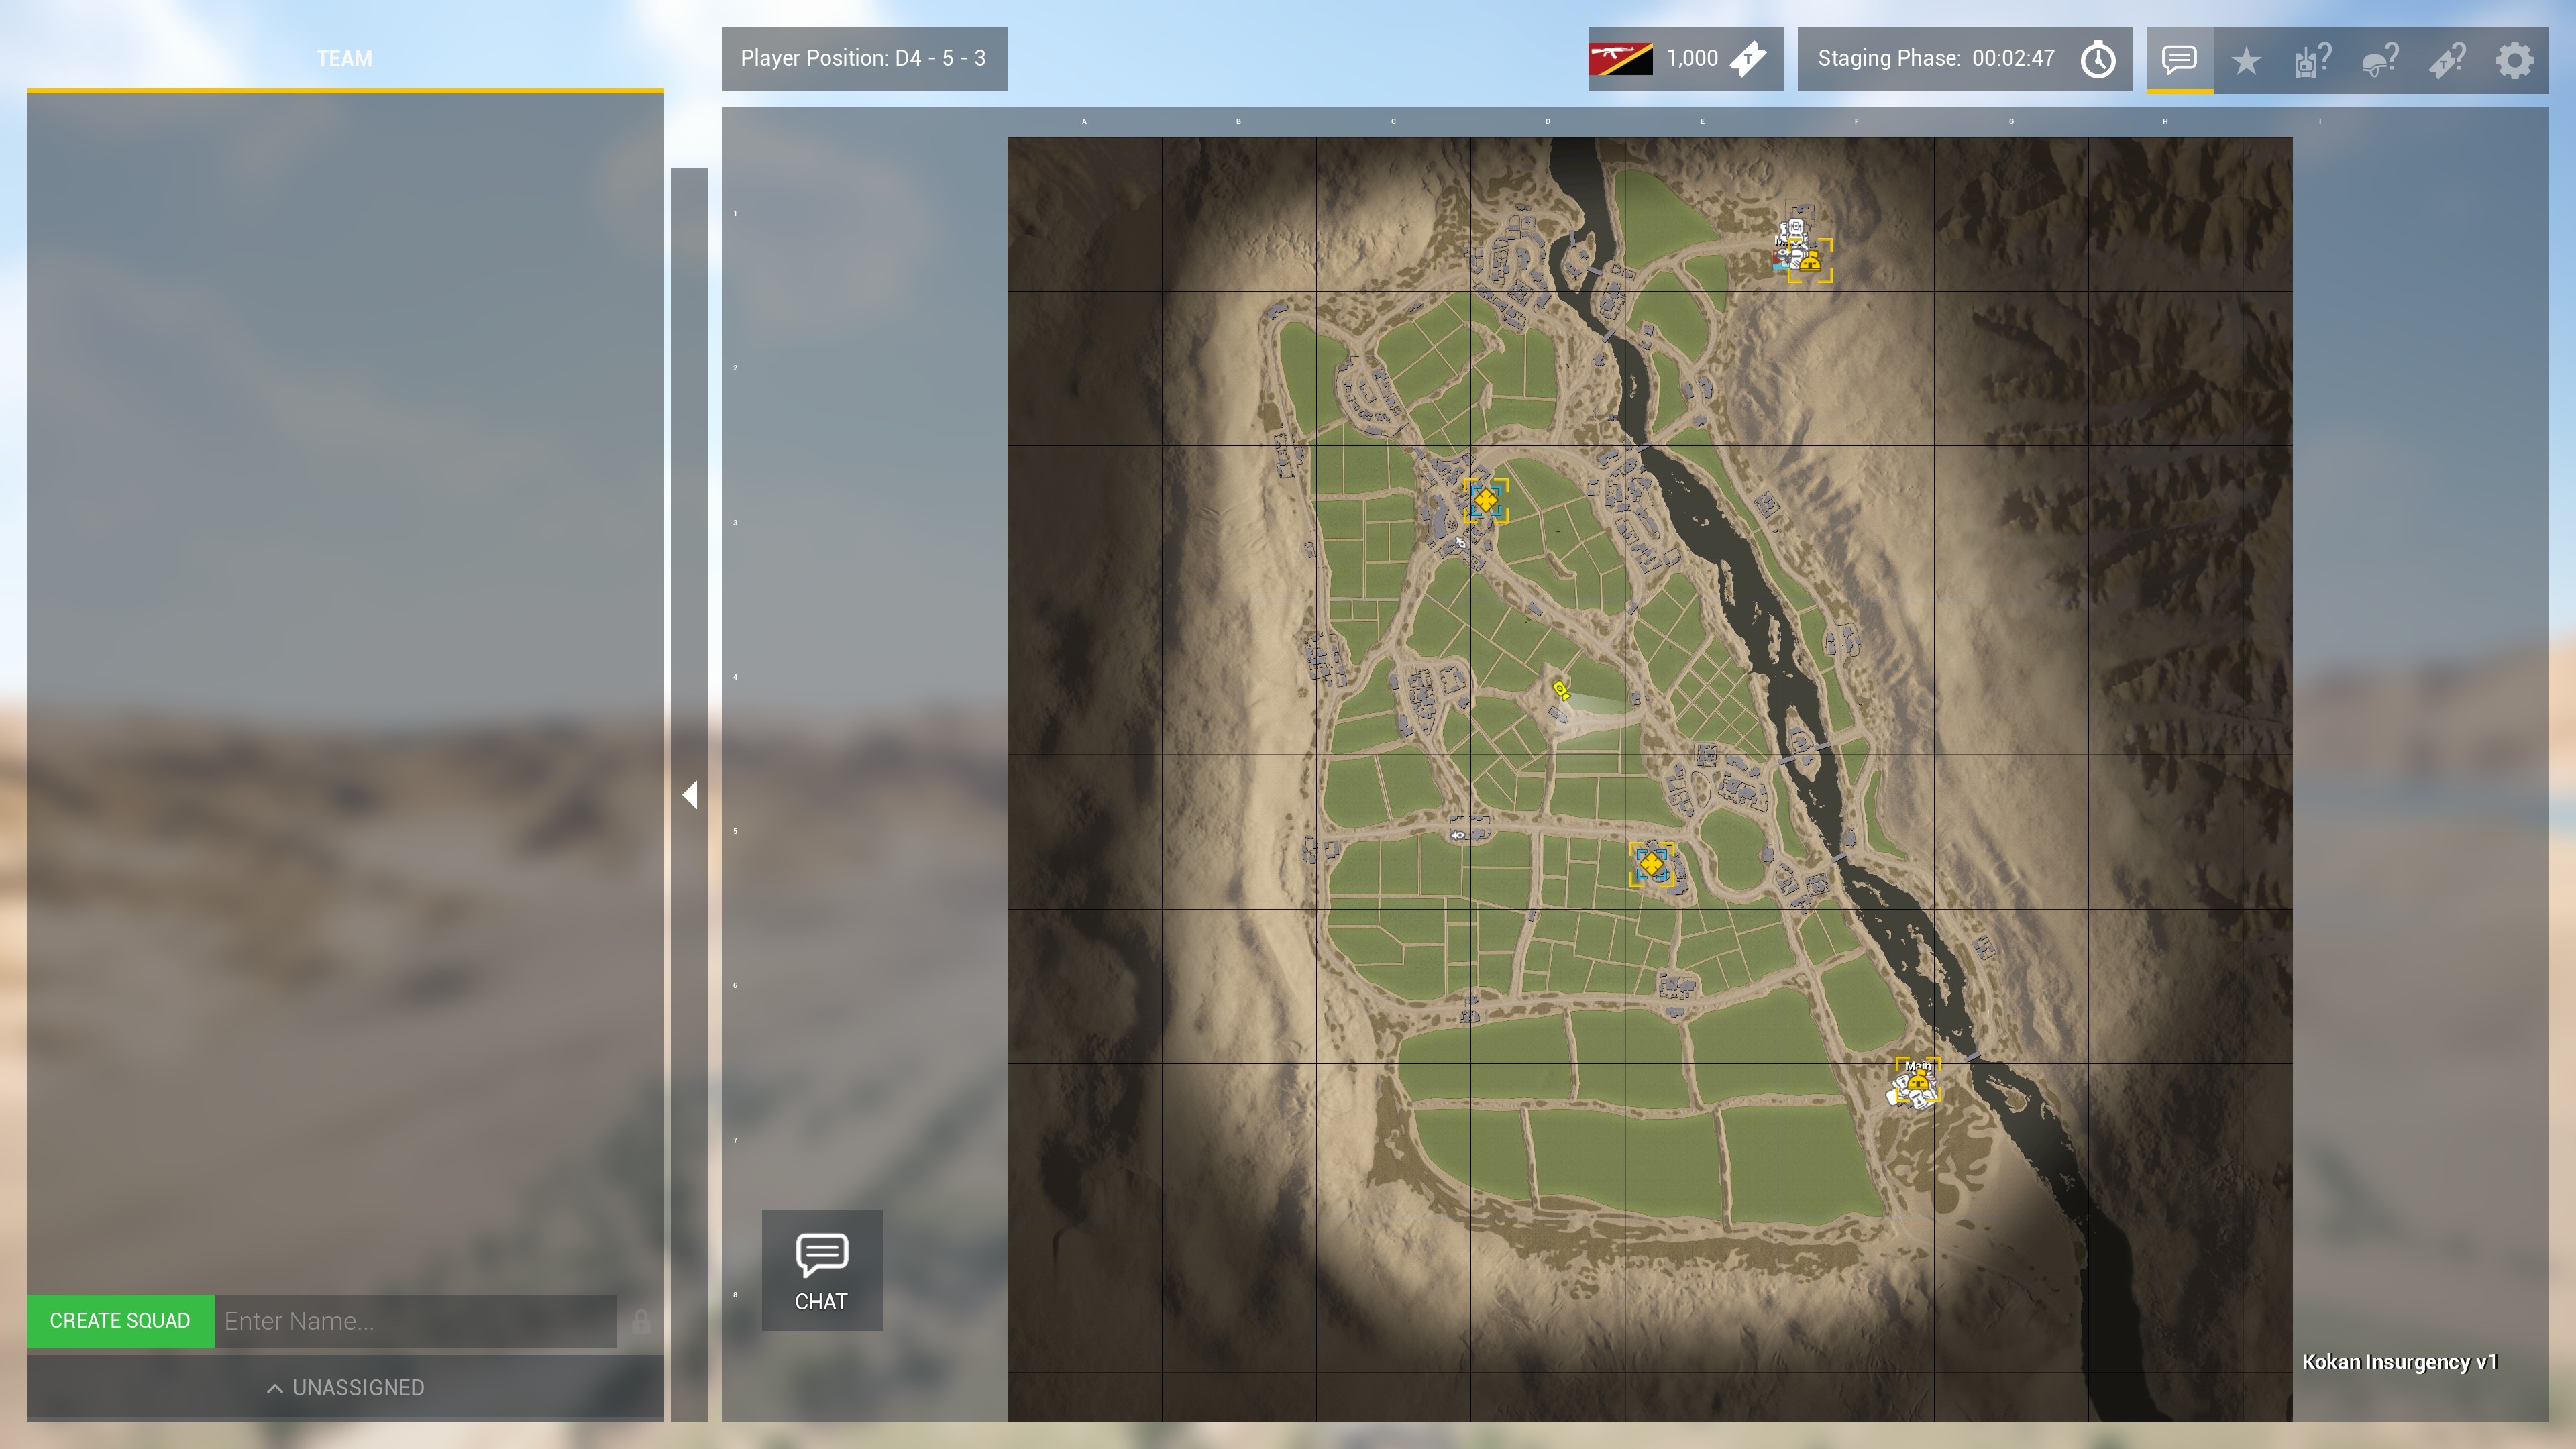 TEAM
Player Position: D4 - 5 - 3
1,000
T
Staging Phase: 00:02:47
A
B
C
D
E
F
G
H
I
1
2
3
4
5
6
7
8
Main
CHAT
CREATE SQUAD
Enter Name...
UNASSIGNED
Kokan Insurgency v1